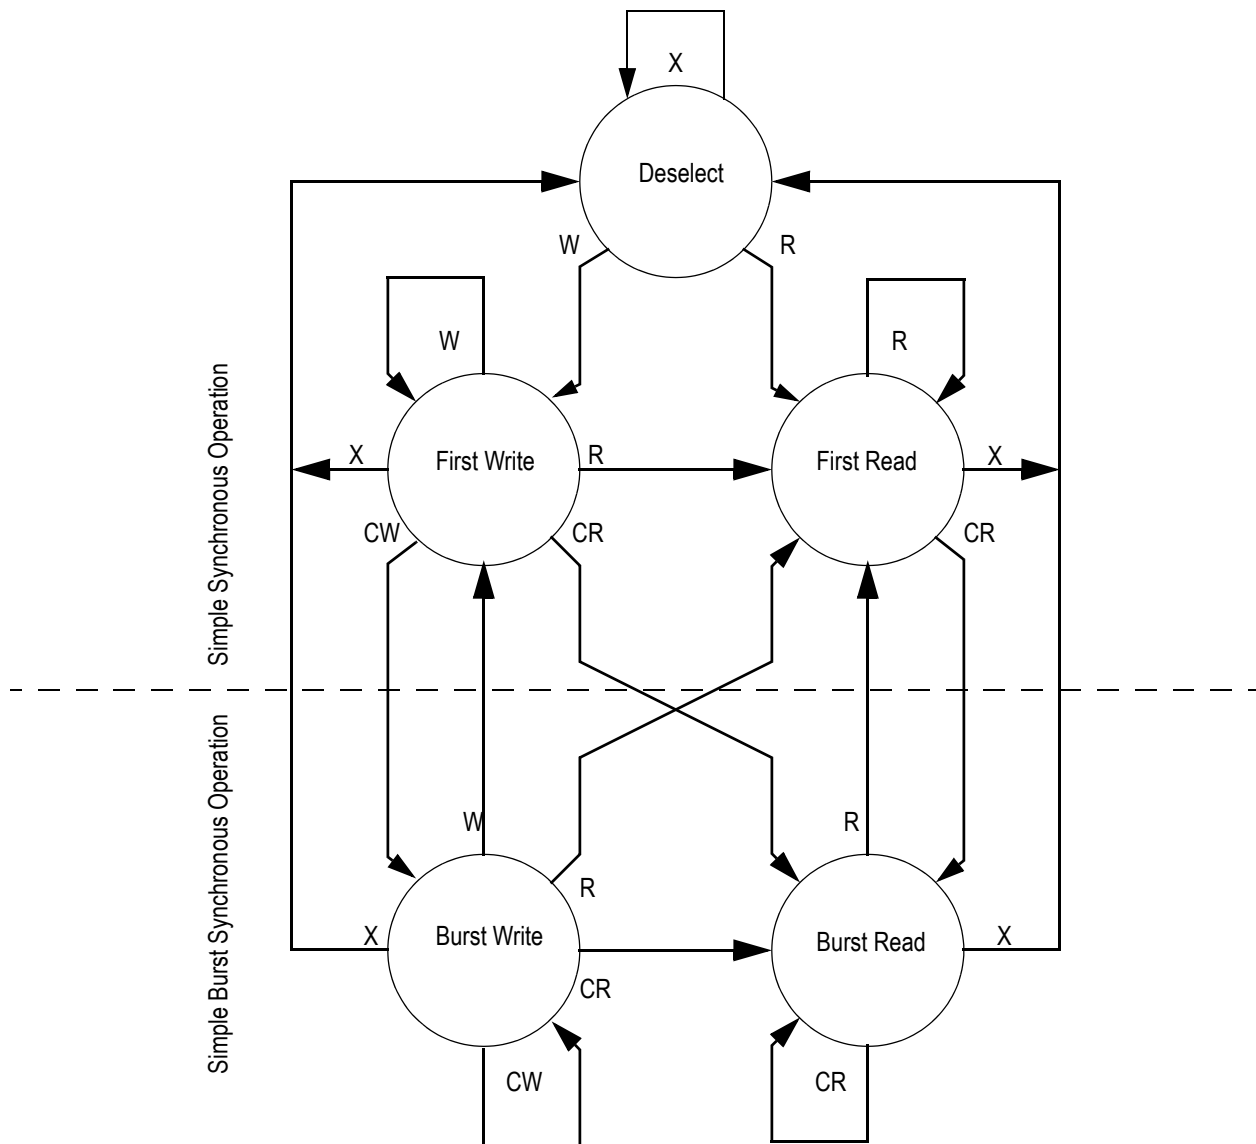 X
Deselect
W
R
W
R
Simple Synchronous Operation
X
First Write
R
First Read
X
CW
CR
CR
Simple Burst Synchronous Operation
W
R
R
X
Burst Write
Burst Read
X
CR
CW
CR